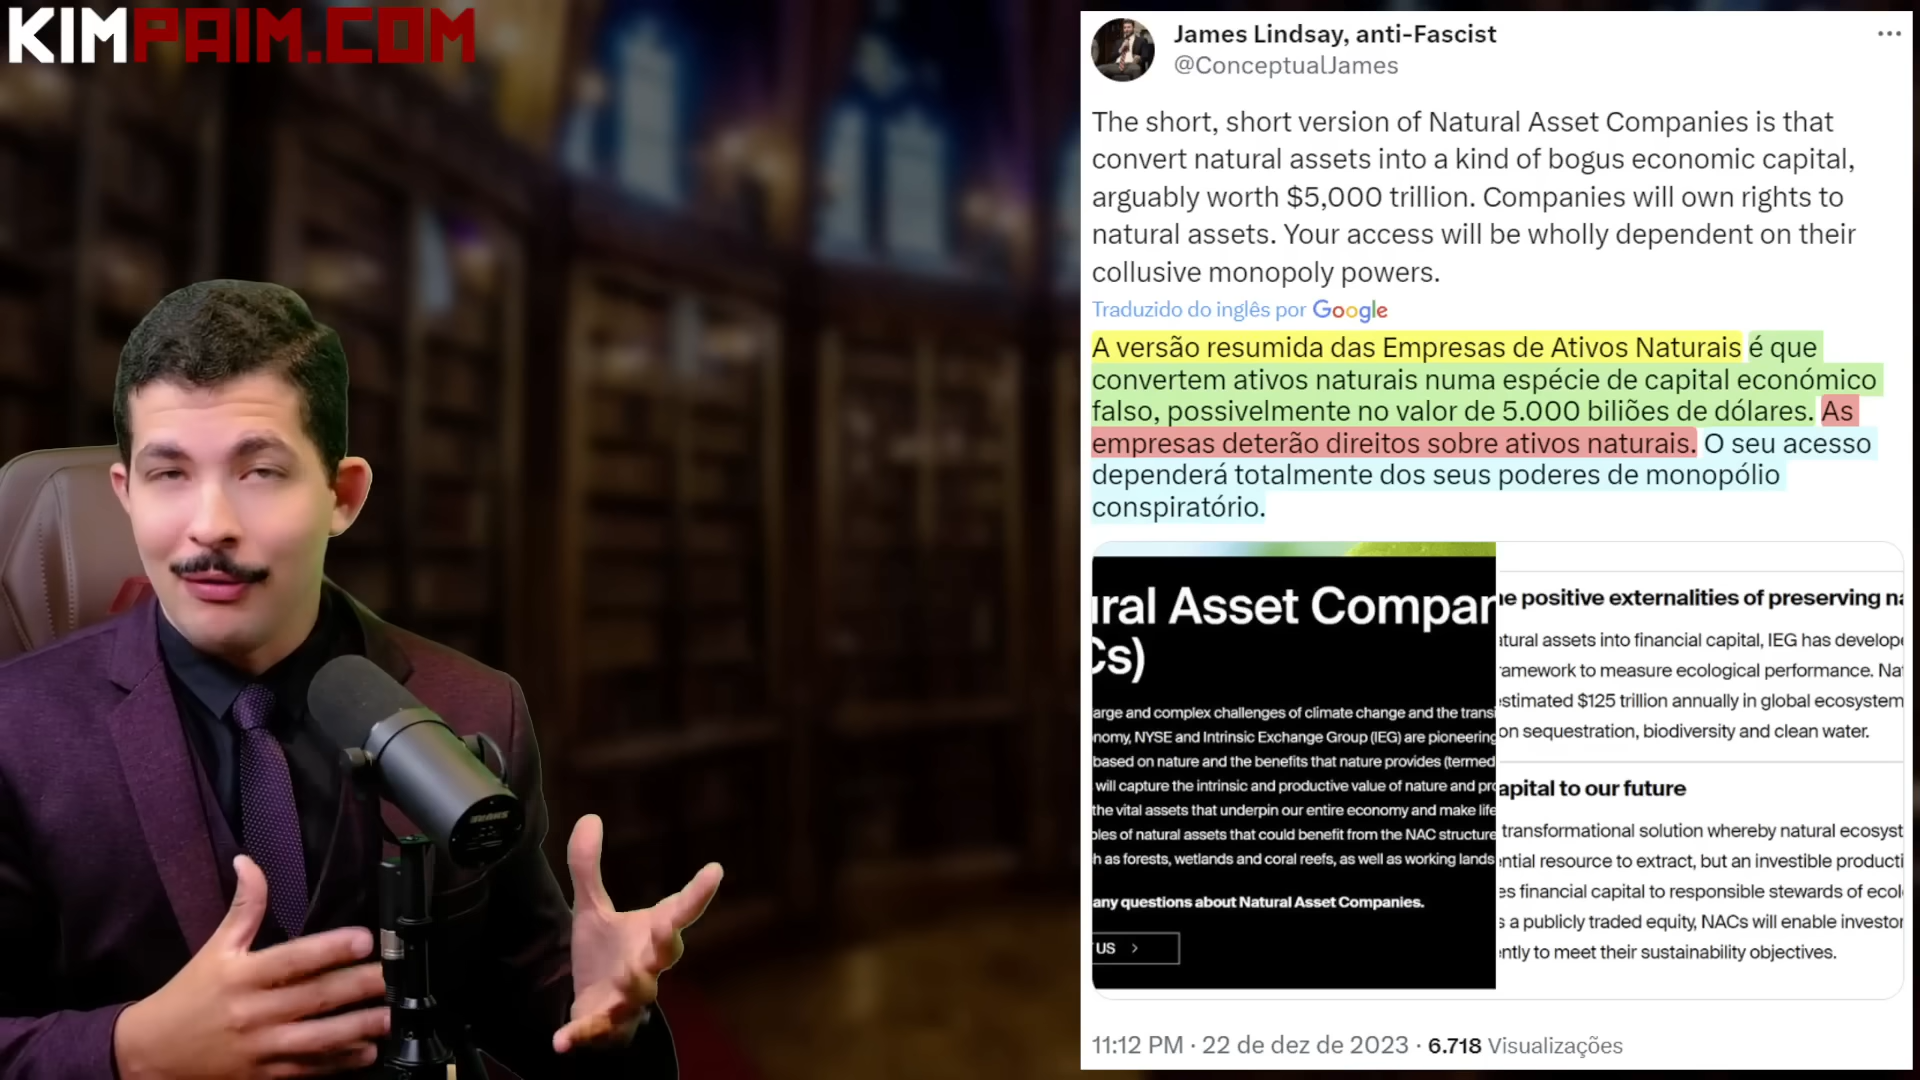 KIMPAIM.COM
James Lindsay, anti-Fascist
@ConceptualJames
The short, short version of Natural Asset Companies is that
convert natural assets into a kind of bogus economic capital,
arguably worth $5,000 trillion. Companies will own rights to
natural assets. Your access will be wholly dependent on their
collusive monopoly powers.
Traduzido do inglês por Google
A versão resumida das Empresas de Ativos Naturais é que
convertem ativos naturais numa espécie de capital económico
falso, possivelmente no valor de 5.000 biliões de dólares. As
empresas deterão direitos sobre ativos naturais. O seu acesso
dependerá totalmente dos seus poderes de monopólio
conspiratório.
ural Asset Compar
Cs)
large and complex challenges of climate change and the transi
nomy, NYSE and Intrinsic Exchange Group (IEG) are pioneering
based on nature and the benefits that nature provides (termed
will capture the intrinsic and productive value of nature and pro
the vital assets that underpin our entire economy and make life
ples of natural assets that could benefit from the NAC structure
h as forests, wetlands and coral reefs, as well as working lands
any questions about Natural Asset Companies.
US >
he positive externalities of preserving na
atural assets into financial capital, IEG has develope
ramework to measure ecological performance. Nat
estimated $125 trillion annually in global ecosystem
on sequestration, biodiversity and clean water.
apital to our future
transformational solution whereby natural ecosyst
ntial resource to extract, but an investible producti
es financial capital to responsible stewards of ecol
s a publicly traded equity, NACs will enable investor
ntly to meet their sustainability objectives.
11:12 PM · 22 de dez de 2023 · 6.718 Visualizações